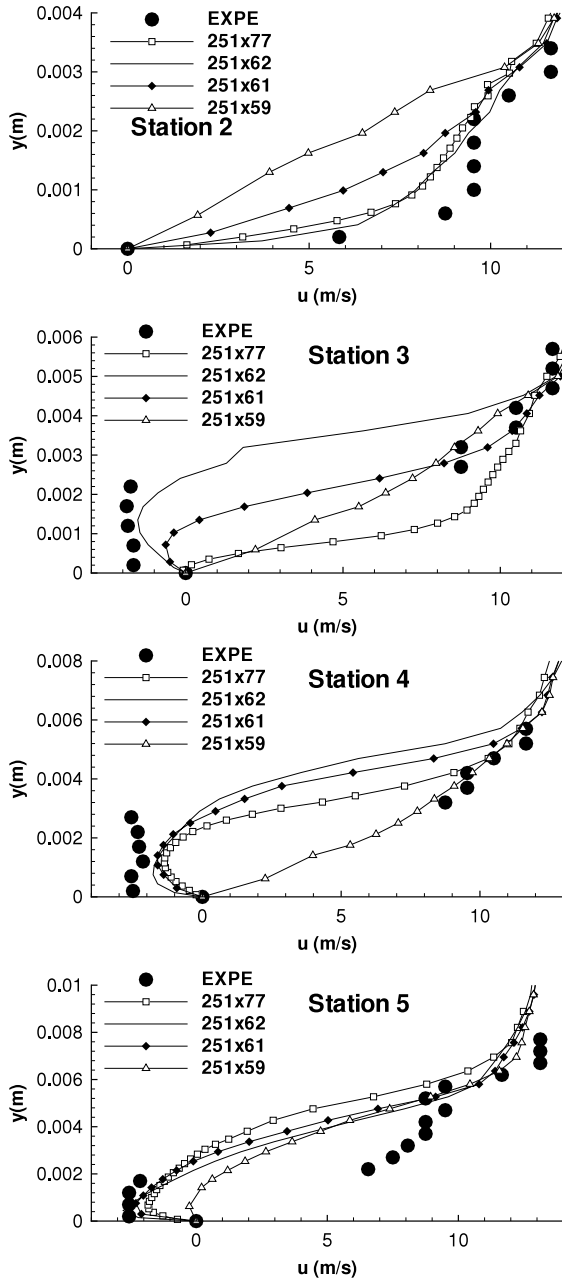 0.004
EXPE
251x77
251x62
0.003
251x61
251x59
Station 2
y(m)
0.002
0.001
0
0 5 10
u (m/s)
0.006
EXPE
251x77
Station 3
0.005
251x62
251x61
0.004
251x59
y(m)
0.003
0.002
0.001
0
0 5 10
u (m/s)
0.008
EXPE
251x77
Station 4
251x62
0.006
251x61
251x59
y(m)
0.004
0.002
0
0 5 10
u (m/s)
0.01
EXPE
251x77
Station 5
251x62
0.008
251x61
251x59
y(m)
0.006
0.004
0.002
0
0 5 10
u (m/s)